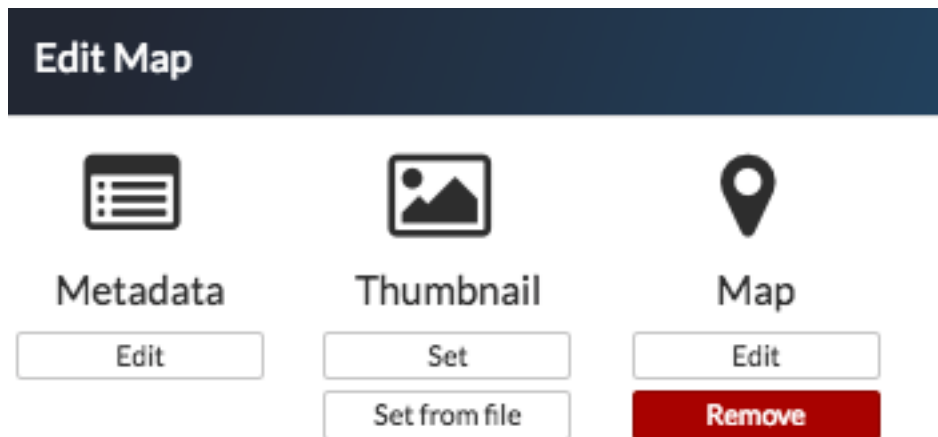 Edit Map
Metadata
Thumbnail
Map
Edit
Set
Edit
Set from file
Remove